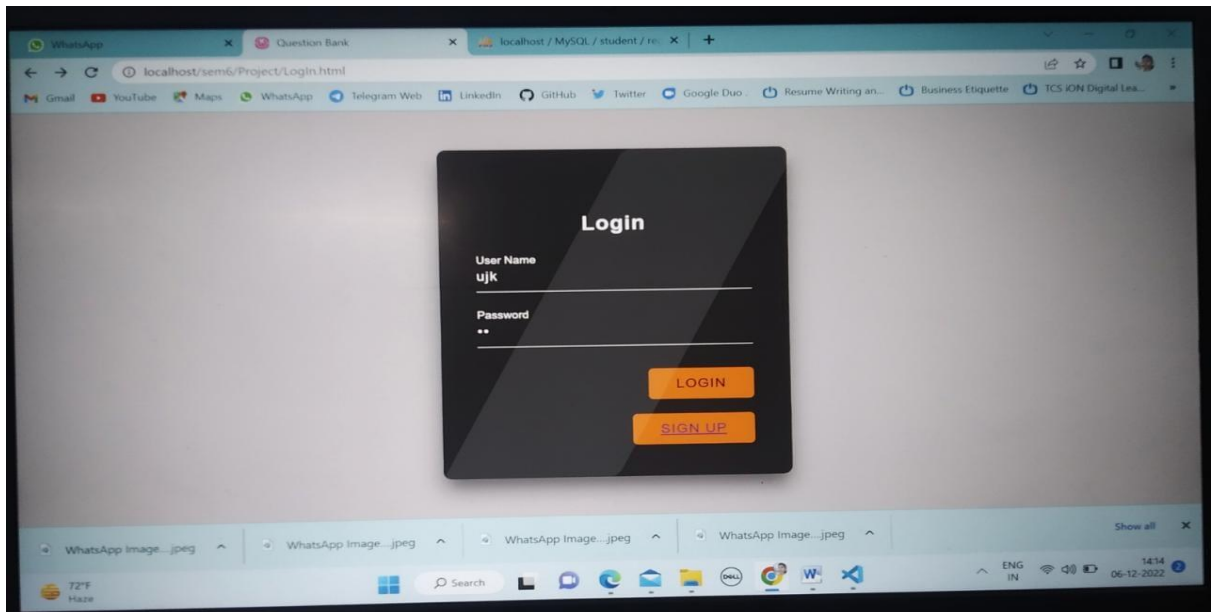 WhatsApp
Question Bank
localhost / MySQL / student / re
localhost/sem6/Project/Login.html
Gmail YouTube Maps WhatsApp Telegram Web LinkedIn GitHub Twitter Google Duo . Resume Writing an... Business Etiquette TCS iON Digital Lea... »
Login
User Name
ujk
Password
••
LOGIN
SIGN UP
WhatsApp Image....jpeg
WhatsApp Image....jpeg
WhatsApp Image....jpeg
WhatsApp Image....jpeg
Show all
72°F
Haze
Search
DELL
W
ENG
IN
14:14
06-12-2022
2